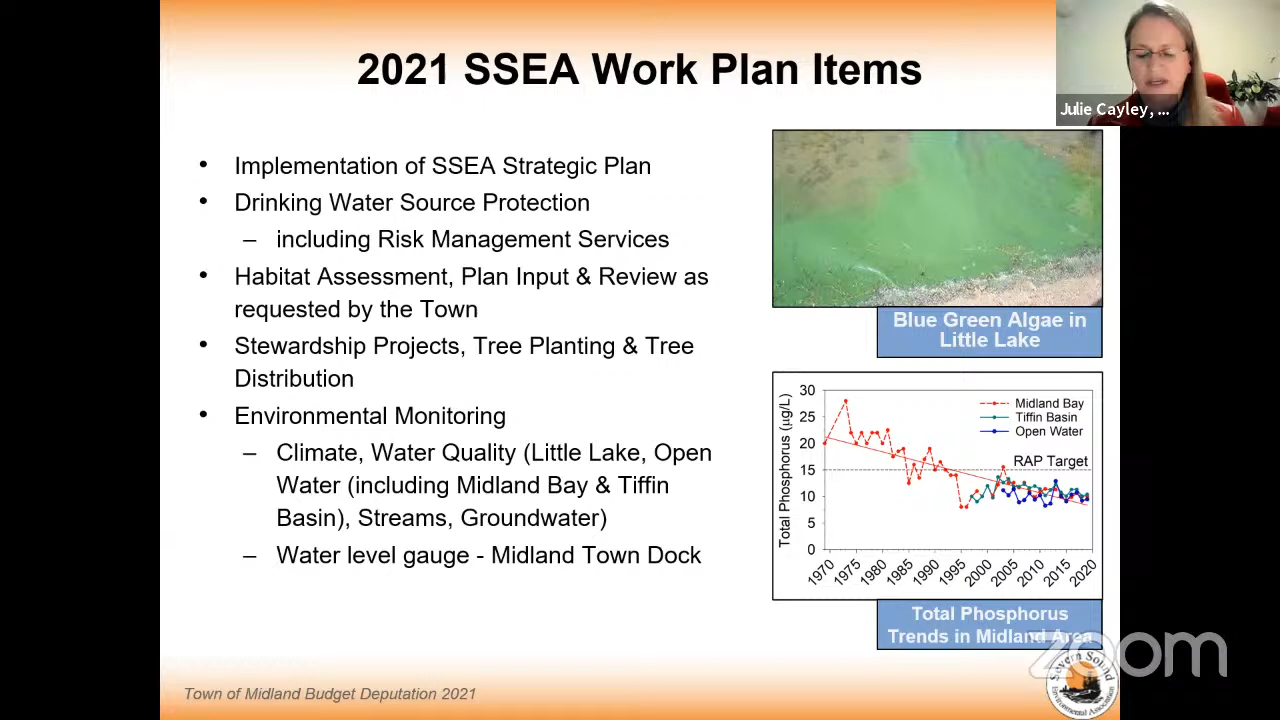 2021 SSEA Work Plan Items
Julie Cayley, ...
• Implementation of SSEA Strategic Plan
• Drinking Water Source Protection
– including Risk Management Services
• Habitat Assessment, Plan Input & Review as
requested by the Town
• Stewardship Projects, Tree Planting & Tree
Distribution
• Environmental Monitoring
– Climate, Water Quality (Little Lake, Open
Water (including Midland Bay & Tiffin
Basin), Streams, Groundwater)
– Water level gauge - Midland Town Dock
Blue Green Algae in
Little Lake
Total Phosphorus (µg/L)
30
25
20
15
10
5
0
Midland Bay
Tiffin Basin
Open Water
RAP Target
1970 1975 1980 1985 1990 1995 2000 2005 2010 2015 2020
Total Phosphorus
Trends in Midland Area
zoom
Severn Sound
Environmental Association
Town of Midland Budget Deputation 2021